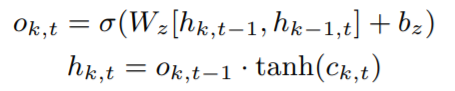 o_{k,t} = σ(W_z[h_{k,t−1}, h_{k−1,t}] + b_z)
h_{k,t} = o_{k,t−1} · tanh(c_{k,t})